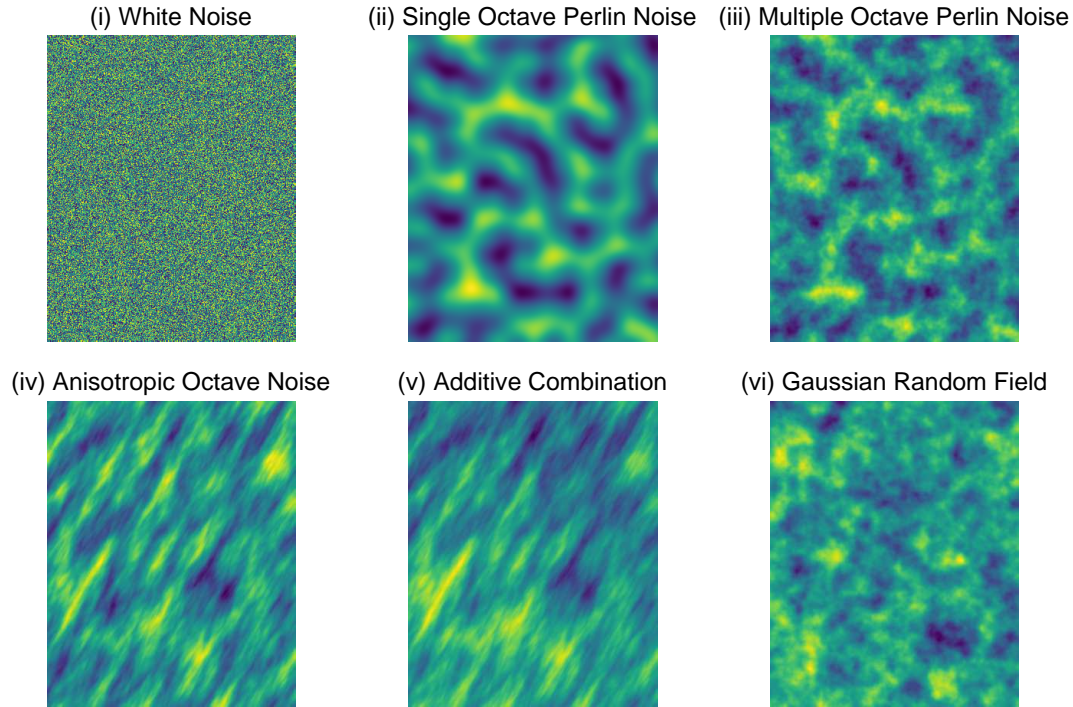 (i) White Noise
(ii) Single Octave Perlin Noise
(iii) Multiple Octave Perlin Noise
(iv) Anisotropic Octave Noise
(v) Additive Combination
(vi) Gaussian Random Field